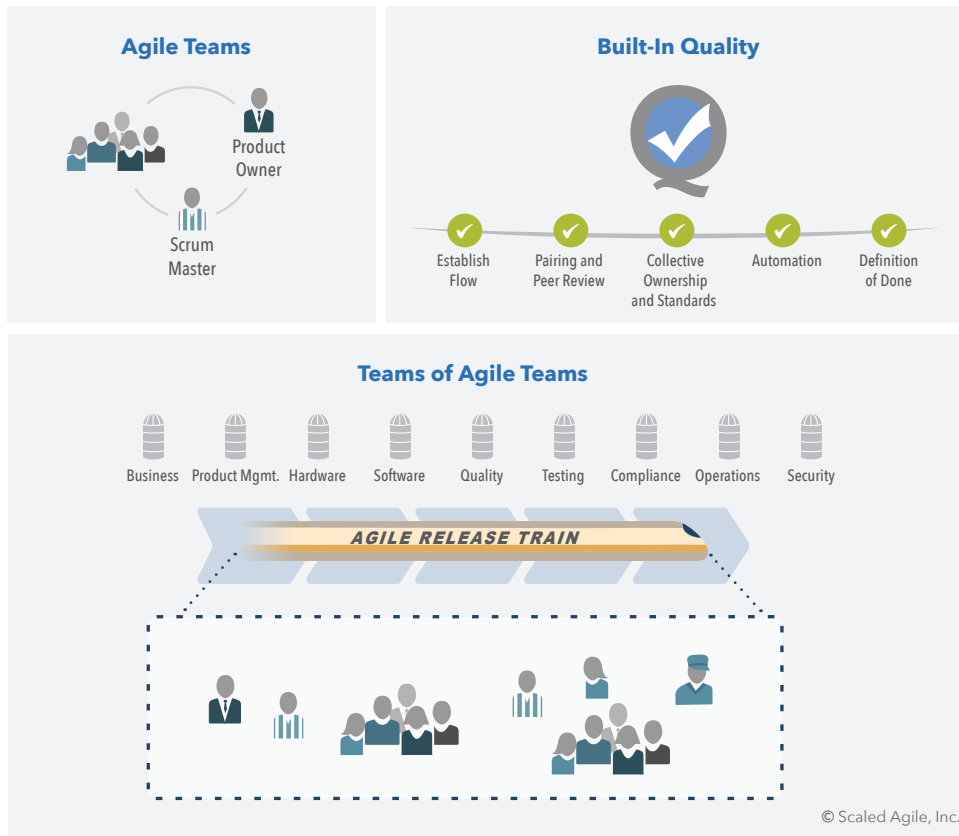 Agile Teams
Product
Owner
Scrum
Master
Built-In Quality
Establish
Flow
Pairing and
Peer Review
Collective
Ownership
and Standards
Automation
Definition
of Done
Teams of Agile Teams
Business Product Mgmt. Hardware Software Quality Testing Compliance Operations Security
AGILE RELEASE TRAIN
© Scaled Agile, Inc.